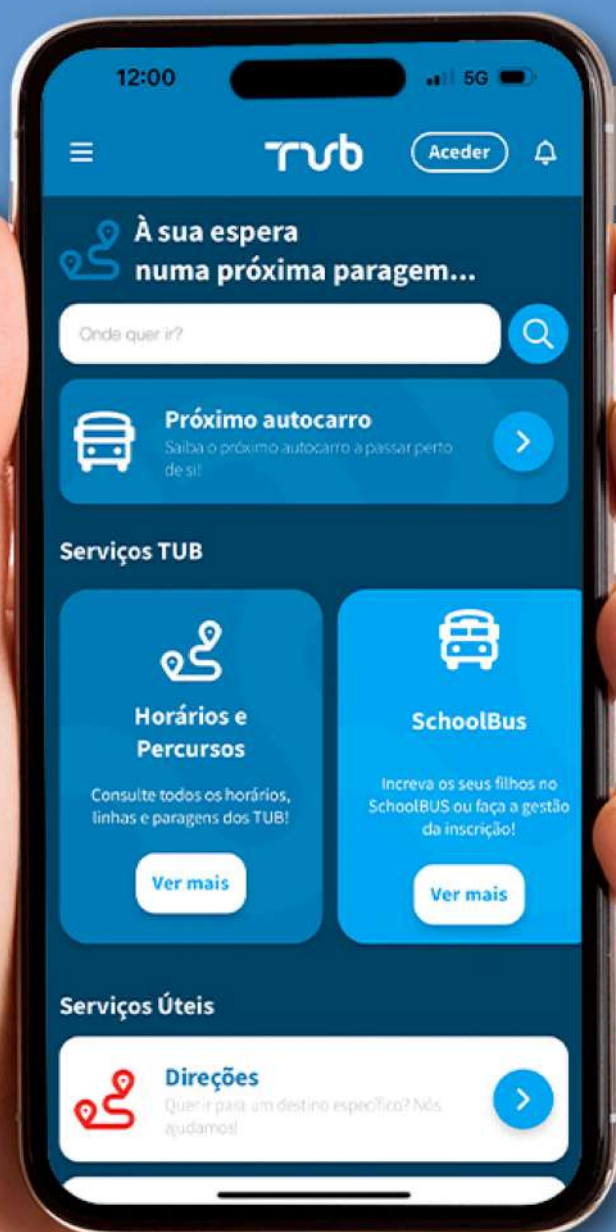 12:00
5G
TUB
Aceder
À sua espera
numa próxima paragem...
Onde quer ir?
Próximo autocarro
Saiba o próximo autocarro a passar perto
de si!
Serviços TUB
Horários e
Percursos
Consulte todos os horários,
linhas e paragens dos TUB!
Ver mais
SchoolBus
Increva os seus filhos no
SchoolBUS ou faça a gestão
da inscrição!
Ver mais
Serviços Úteis
Direções
Quer ir para um destino específico? Nós
ajudamos!